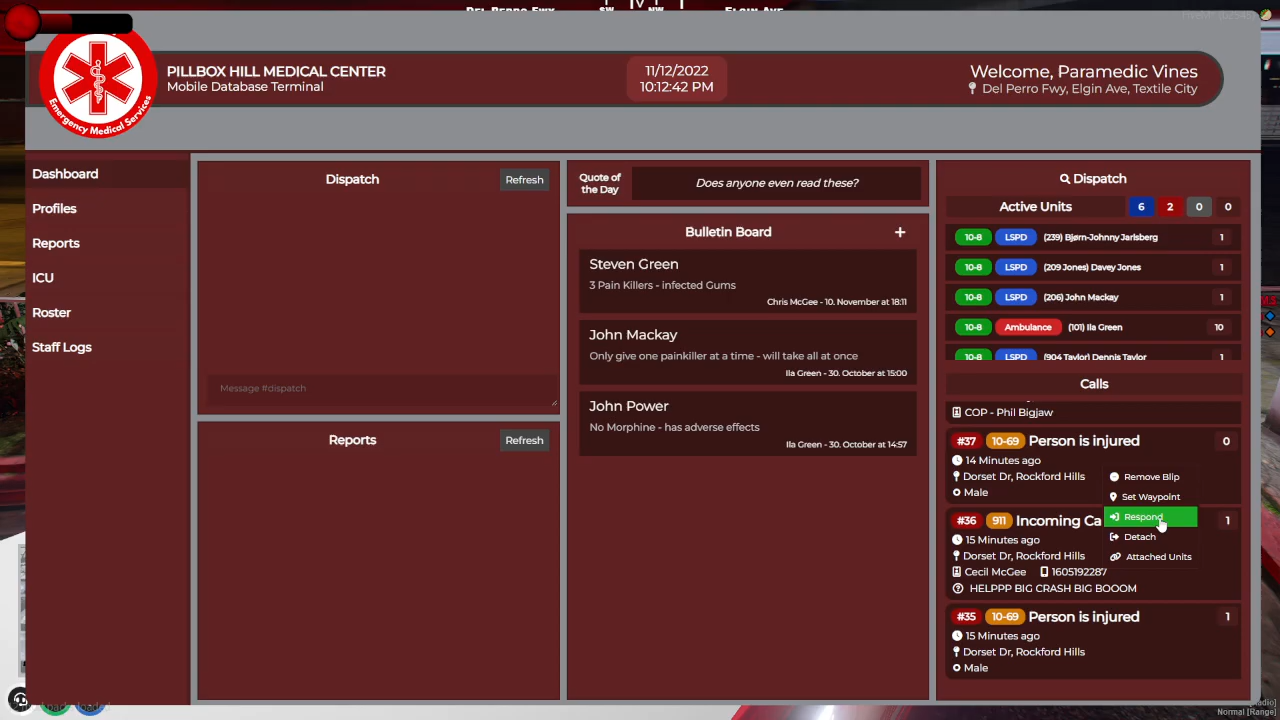 DEL PERRO FWY
SW
NW
ELGIN AVE
PILLBOX HILL MEDICAL CENTER
Mobile Database Terminal
Emergency Medical Services
11/12/2022
10:12:42 PM
Welcome, Paramedic Vines
Del Perro Fwy, Elgin Ave, Textile City
Dashboard
Profiles
Reports
ICU
Roster
Staff Logs
Dispatch
Refresh
Message #dispatch
Reports
Refresh
Quote of
the Day
Does anyone even read these?
Bulletin Board
+
Steven Green
3 Pain Killers - infected Gums
Chris McGee - 10. November at 18:11
John Mackay
Only give one painkiller at a time - will take all at once
Ila Green - 30. October at 15:00
John Power
No Morphine - has adverse effects
Ila Green - 30. October at 14:57
Dispatch
Active Units 6 2 0 0
10-8 LSPD (239) Bjørn-Johnny Jarlsberg 1
10-8 LSPD (209 Jones) Davey Jones 1
10-8 LSPD (206) John Mackay 1
10-8 Ambulance (101) Ila Green 10
10-8 LSPD (904 Taylor) Dennis Taylor 1
Calls
COP - Phil Bigjaw
#37 10-69 Person is injured 0
14 Minutes ago
Dorset Dr, Rockford Hills
Male
Remove Blip
Set Waypoint
Respond
Detach
Attached Units
#36 911 Incoming Ca 1
15 Minutes ago
Dorset Dr, Rockford Hills
Cecil McGee 1605192287
HELPPP BIG CRASH BIG BOOOM
#35 10-69 Person is injured 1
15 Minutes ago
Dorset Dr, Rockford Hills
Male
Normal [Range]